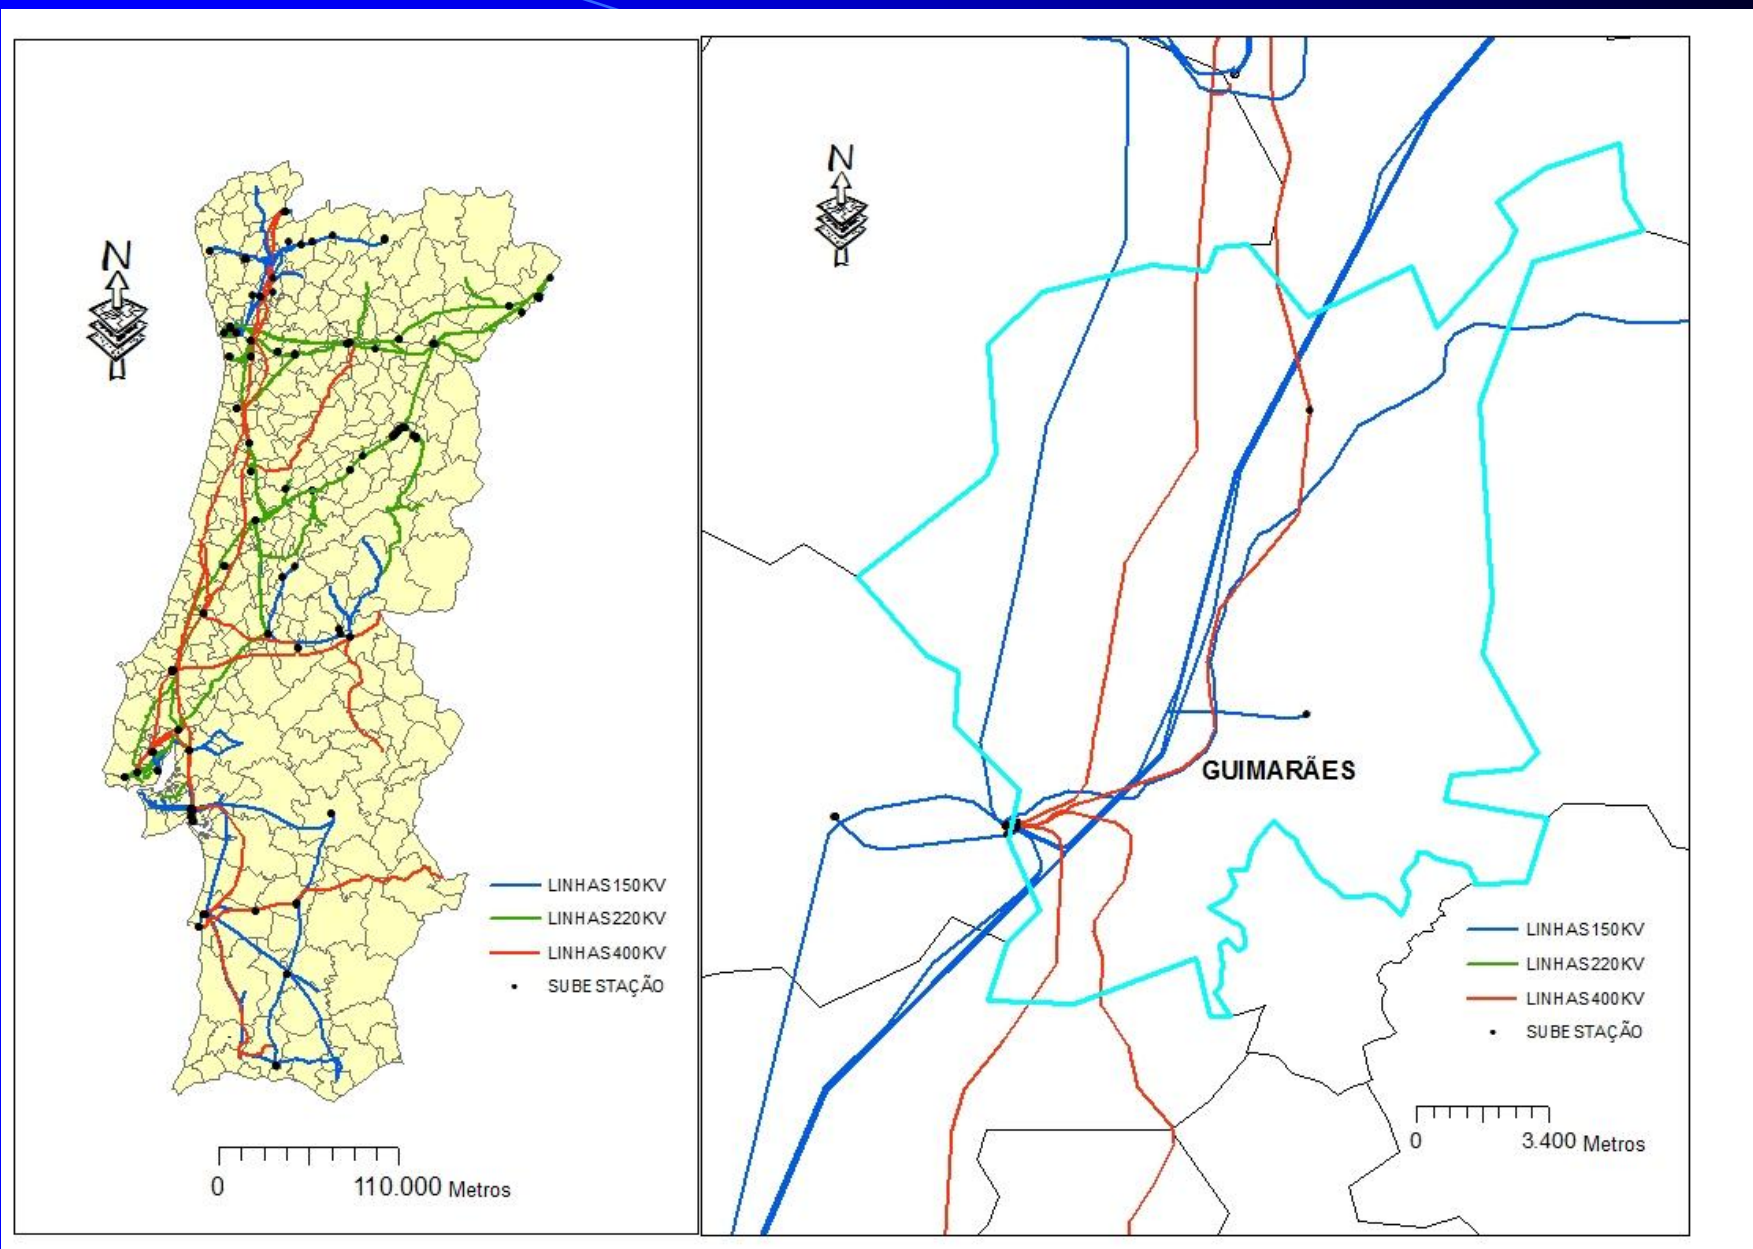 N
LINHAS150KV
LINHAS220KV
LINHAS400KV
SUBESTAÇÃO
0 110.000 Metros
N
GUIMARÃES
LINHAS150KV
LINHAS220KV
LINHAS400KV
SUBESTAÇÃO
0 3.400 Metros